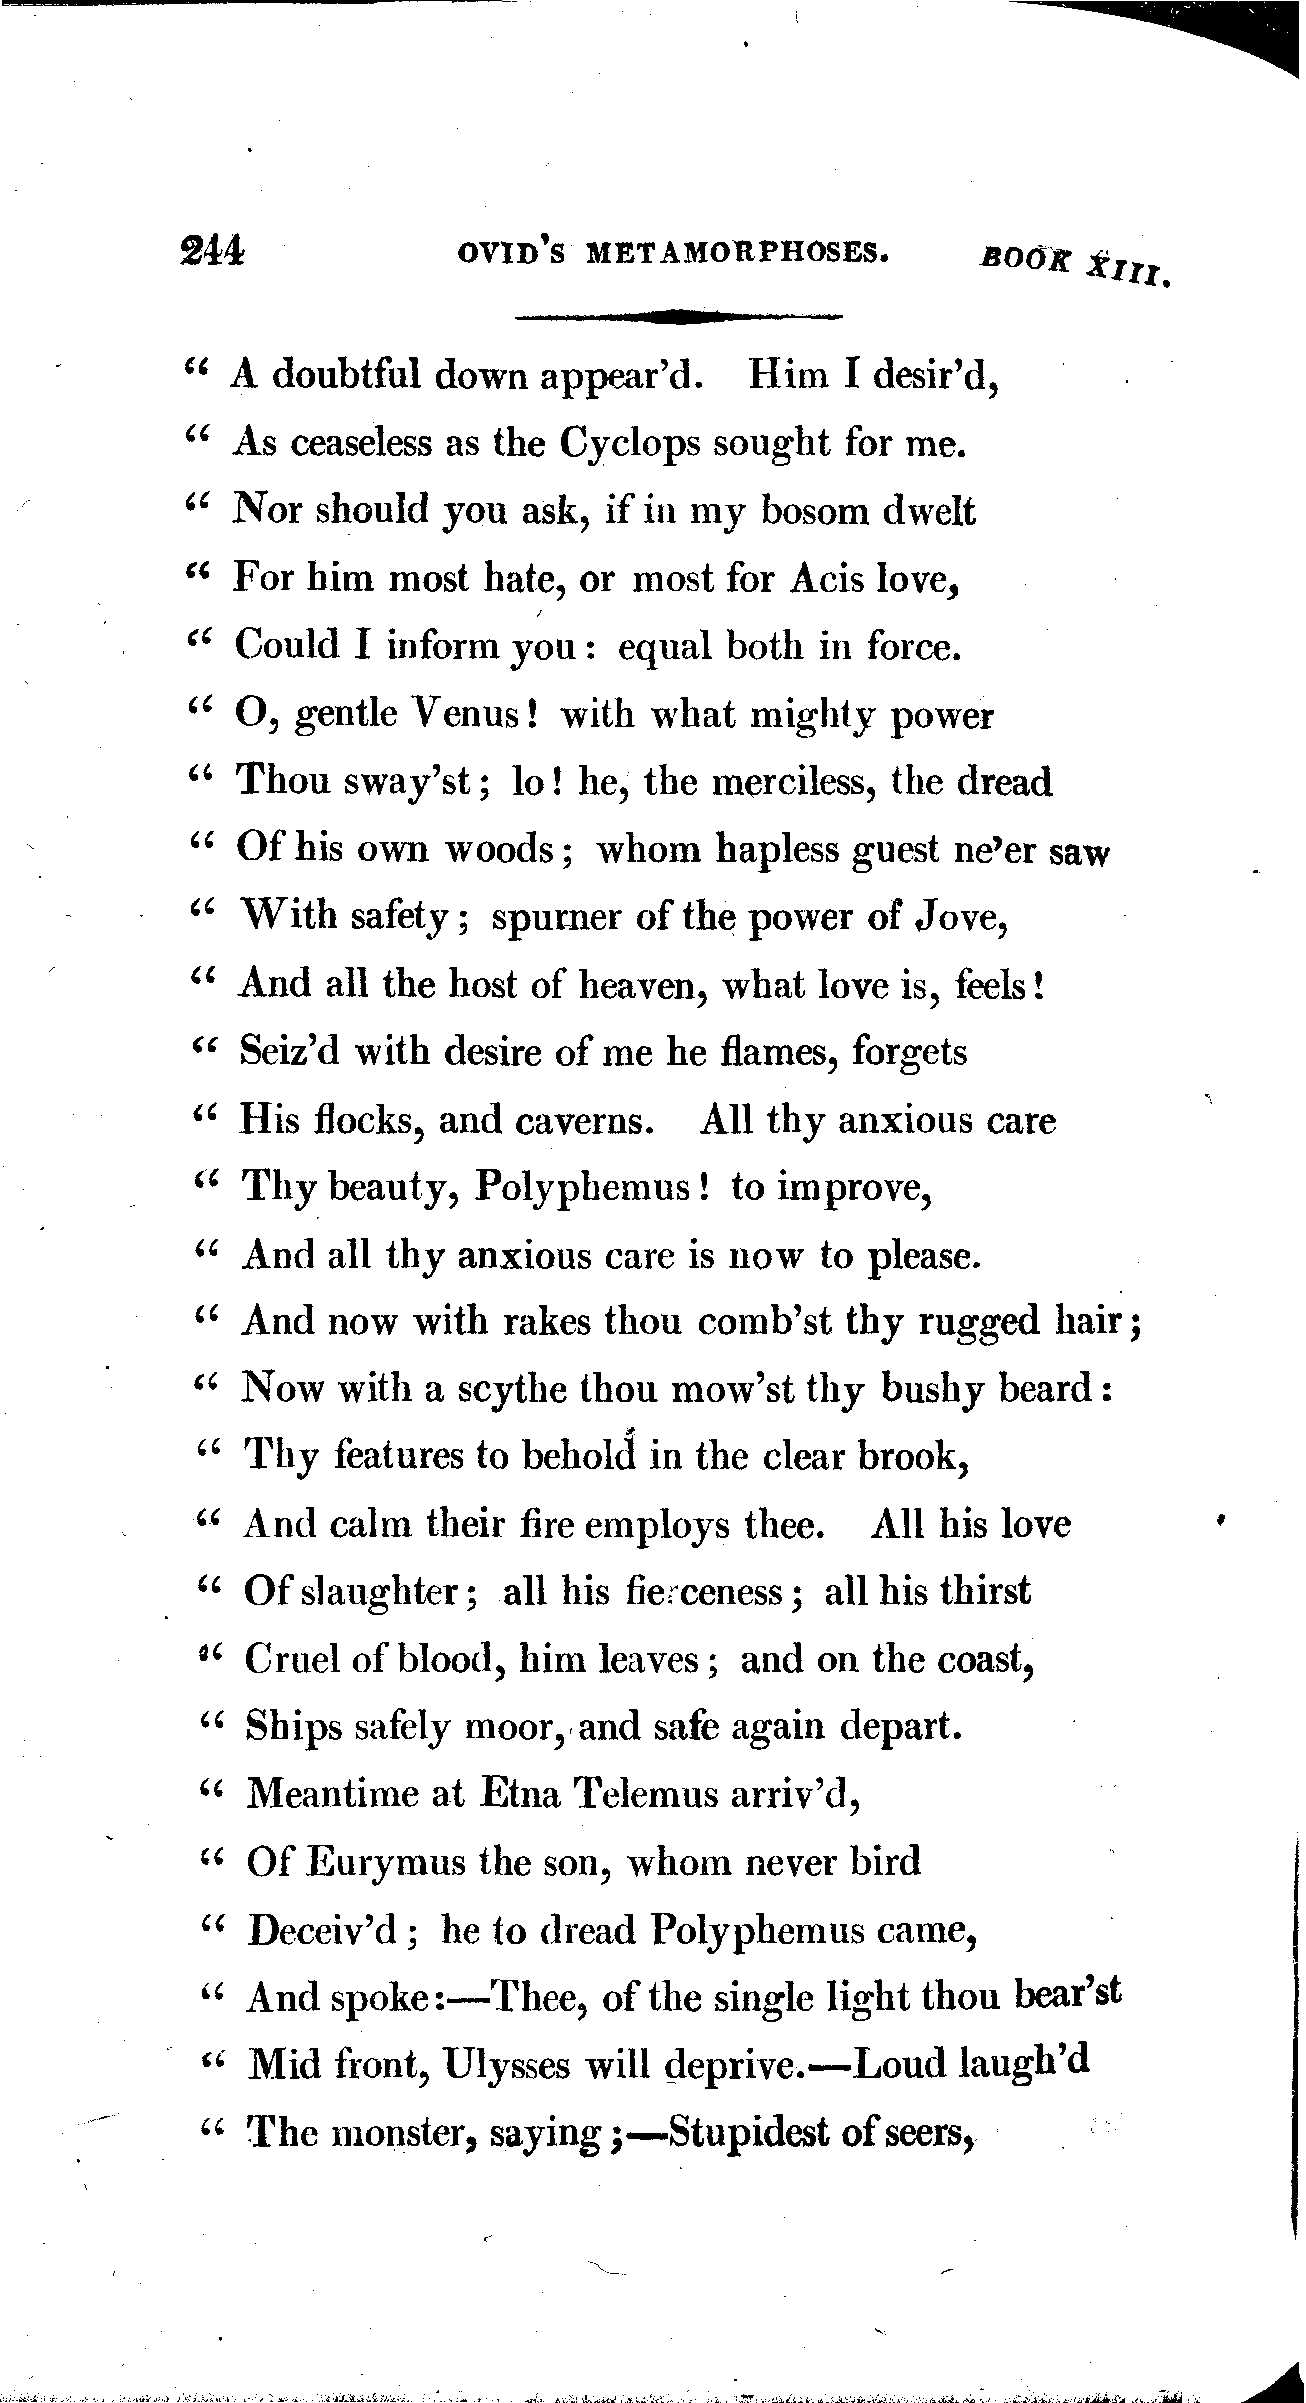 244 OVID'S METAMORPHOSES. BOOK XIII.
“ A doubtful down appear'd. Him I desir'd,
“ As ceaseless as the Cyclops sought for me.
“ Nor should you ask, if in my bosom dwelt
“ For him most hate, or most for Acis love,
“ Could I inform you : equal both in force.
“ O, gentle Venus ! with what mighty power
“ Thou sway'st ; lo ! he, the merciless, the dread
“ Of his own woods ; whom hapless guest ne'er saw
“ With safety ; spurner of the power of Jove,
“ And all the host of heaven, what love is, feels !
“ Seiz'd with desire of me he flames, forgets
“ His flocks, and caverns. All thy anxious care
“ Thy beauty, Polyphemus ! to improve,
“ And all thy anxious care is now to please.
“ And now with rakes thou comb'st thy rugged hair ;
“ Now with a scythe thou mow'st thy bushy beard :
“ Thy features to behold in the clear brook,
“ And calm their fire employs thee. All his love
“ Of slaughter ; all his fierceness ; all his thirst
“ Cruel of blood, him leaves ; and on the coast,
“ Ships safely moor, and safe again depart.
“ Meantime at Etna Telemus arriv'd,
“ Of Eurymus the son, whom never bird
“ Deceiv'd ; he to dread Polyphemus came,
“ And spoke :—Thee, of the single light thou bear'st
“ Mid front, Ulysses will deprive.—Loud laugh'd
“ The monster, saying ;—Stupidest of seers,